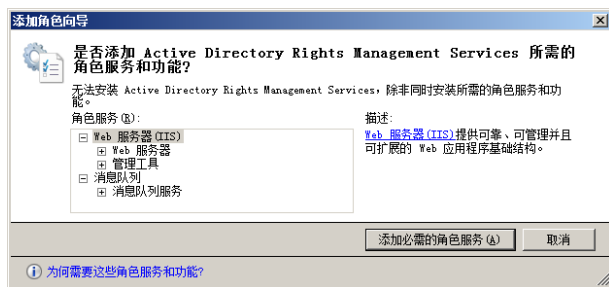 添加角色向导
是否添加 Active Directory Rights Management Services 所需的
角色服务和功能?
无法安装 Active Directory Rights Management Services,除非同时安装所需的角色服务和功
能。
角色服务(R):
描述:
Web 服务器(IIS)
Web 服务器
管理工具
消息队列
消息队列服务
Web 服务器(IIS)提供可靠、可管理并且
可扩展的 Web 应用程序基础结构。
添加必需的角色服务(A)
取消
为何需要这些角色服务和功能?